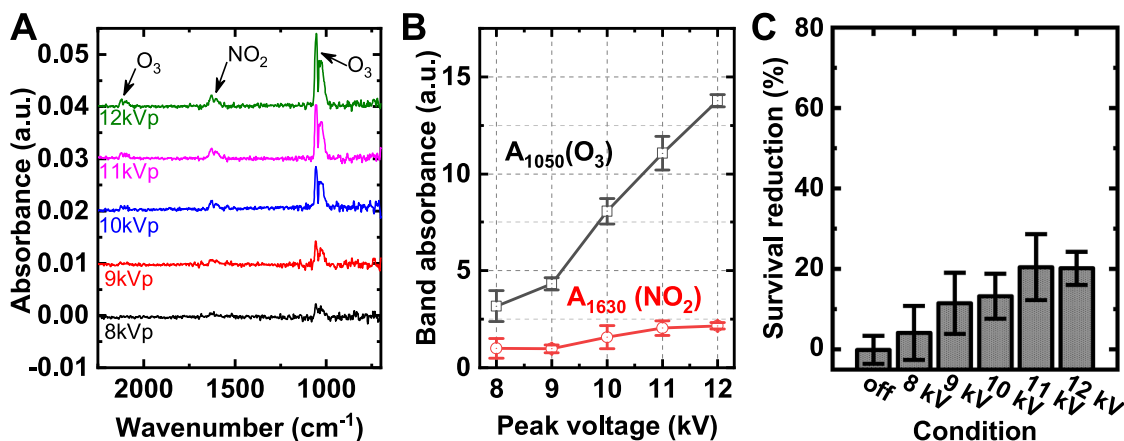 A
Absorbance (a.u.)
0.05
0.04
0.03
0.02
0.01
0.00
-0.01
O₃
NO₂
O₃
12kVp
11kVp
10kVp
9kVp
8kVp
2000 1500 1000
Wavenumber (cm⁻¹)
B
Band absorbance (a.u.)
15
10
5
0
A₁₀₅₀(O₃)
A₁₆₃₀ (NO₂)
8 9 10 11 12
Peak voltage (kV)
C
Survival reduction (%)
80
60
40
20
0
off
8 kV
9 kV
10 kV
11 kV
12 kV
Condition